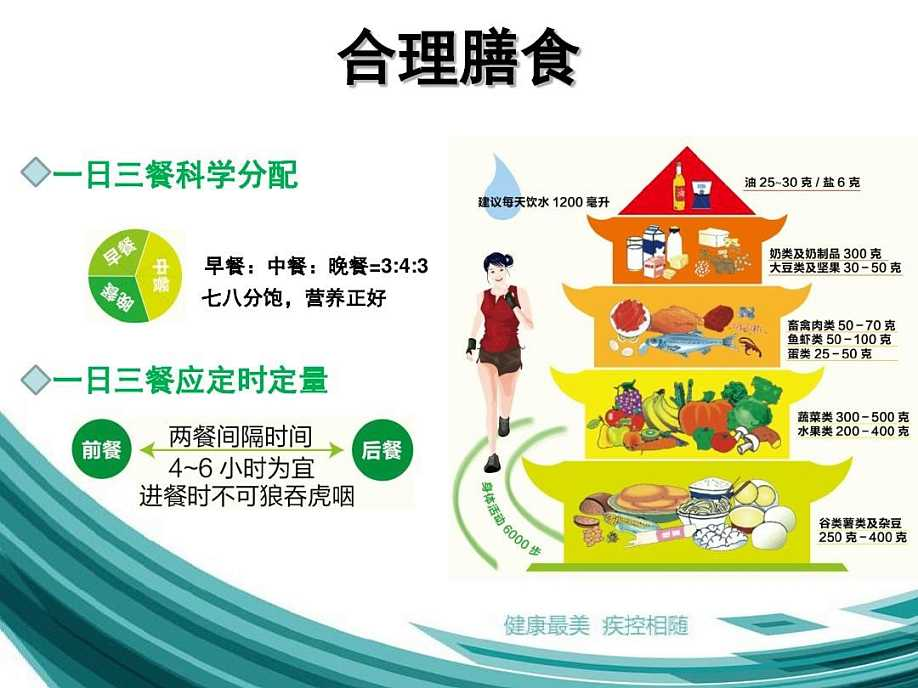 合理膳食
一日三餐科学分配
早餐
中餐
晚餐
早餐：中餐：晚餐=3:4:3
七八分饱，营养正好
一日三餐应定时定量
前餐
两餐间隔时间
后餐
4~6 小时为宜
进餐时不可狼吞虎咽
建议每天饮水 1200 毫升
油 25~30 克 / 盐 6 克
奶类及奶制品 300 克
大豆类及坚果 30－50 克
畜禽肉类 50－70 克
鱼虾类 50－100 克
蛋类 25－50 克
蔬菜类 300－500 克
水果类 200－400 克
谷类薯类及杂豆
250 克－400 克
身体活动 6000 步
健康最美 疾控相随